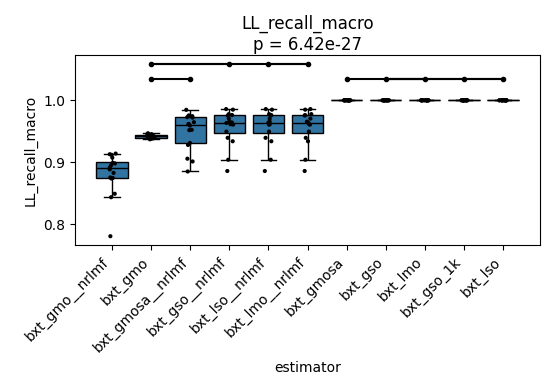 LL_recall_macro
p = 6.42e-27
LL_recall_macro
1.0
0.9
0.8
bxt_gmo__nrlmf
bxt_gmo
bxt_gmosa__nrlmf
bxt_gso__nrlmf
bxt_lso__nrlmf
bxt_lmo__nrlmf
bxt_gmosa
bxt_gso
bxt_lmo
bxt_gso_1k
bxt_lso
estimator